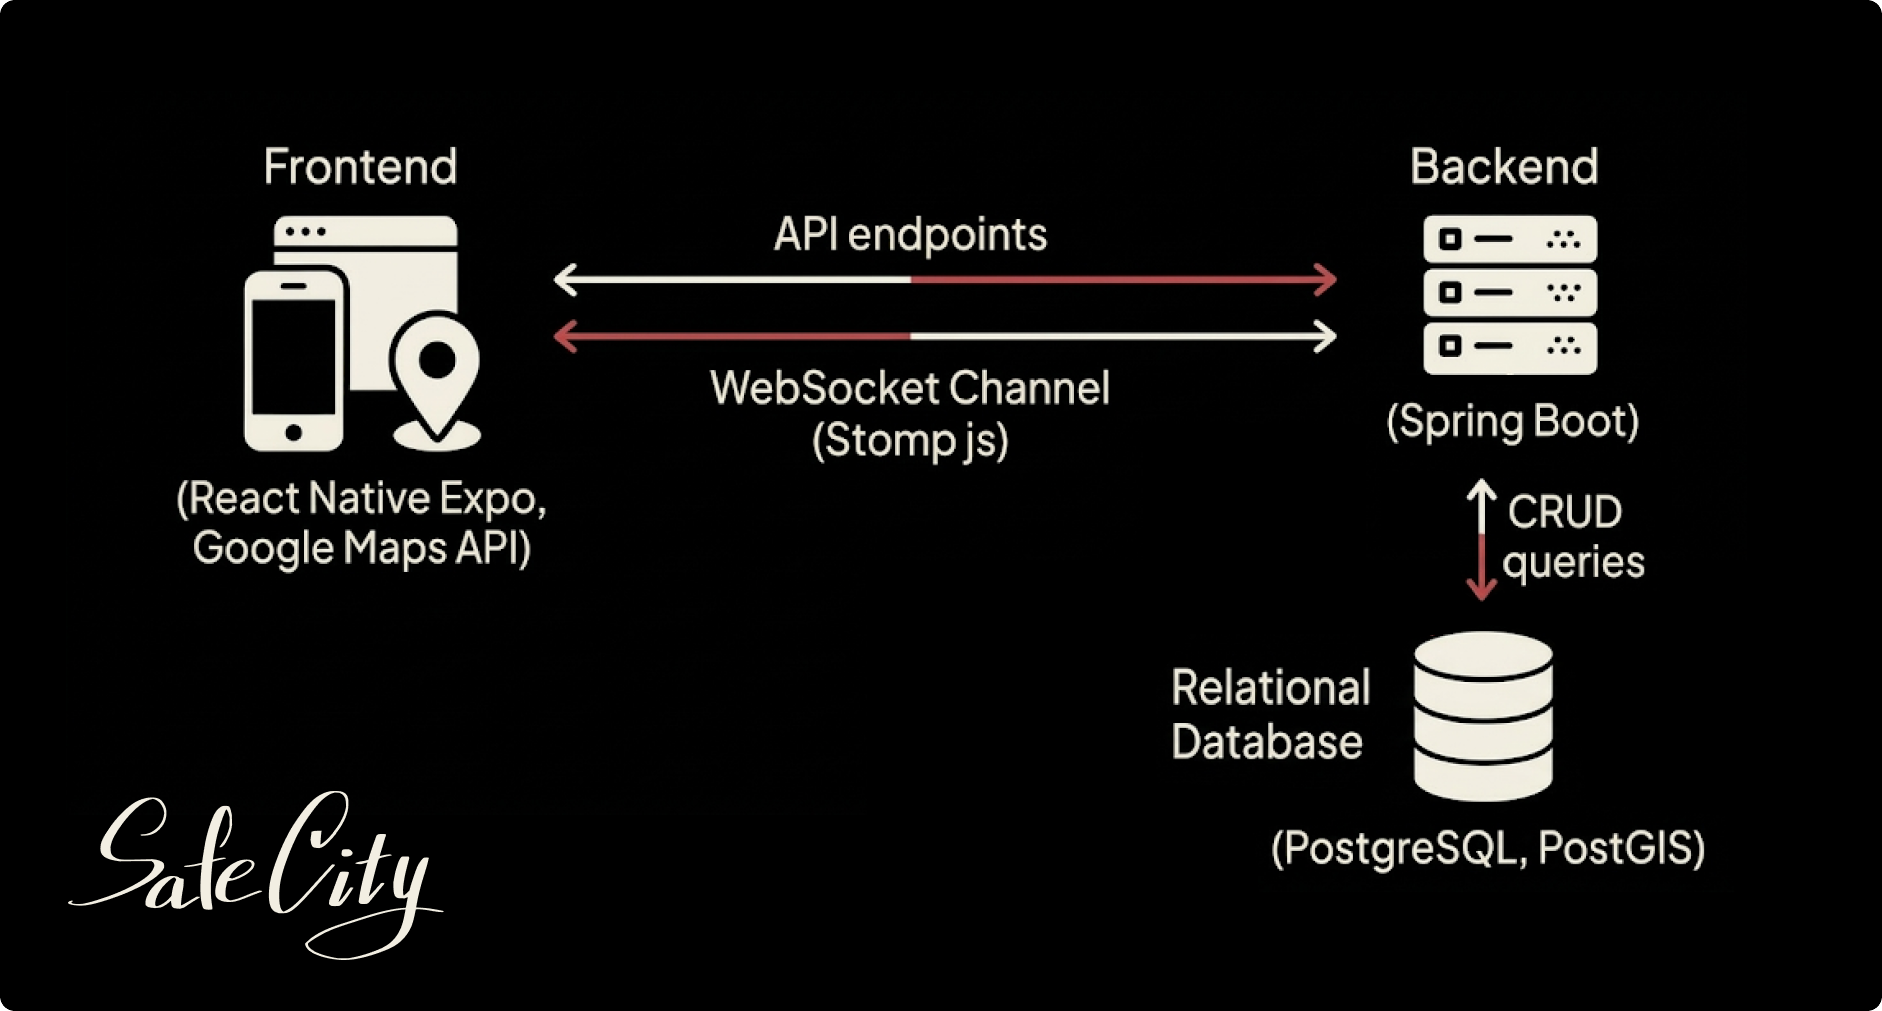 Frontend
(React Native Expo,
Google Maps API)
API endpoints
WebSocket Channel
(Stomp js)
Backend
(Spring Boot)
CRUD
queries
Relational
Database
(PostgreSQL, PostGIS)
Safe City